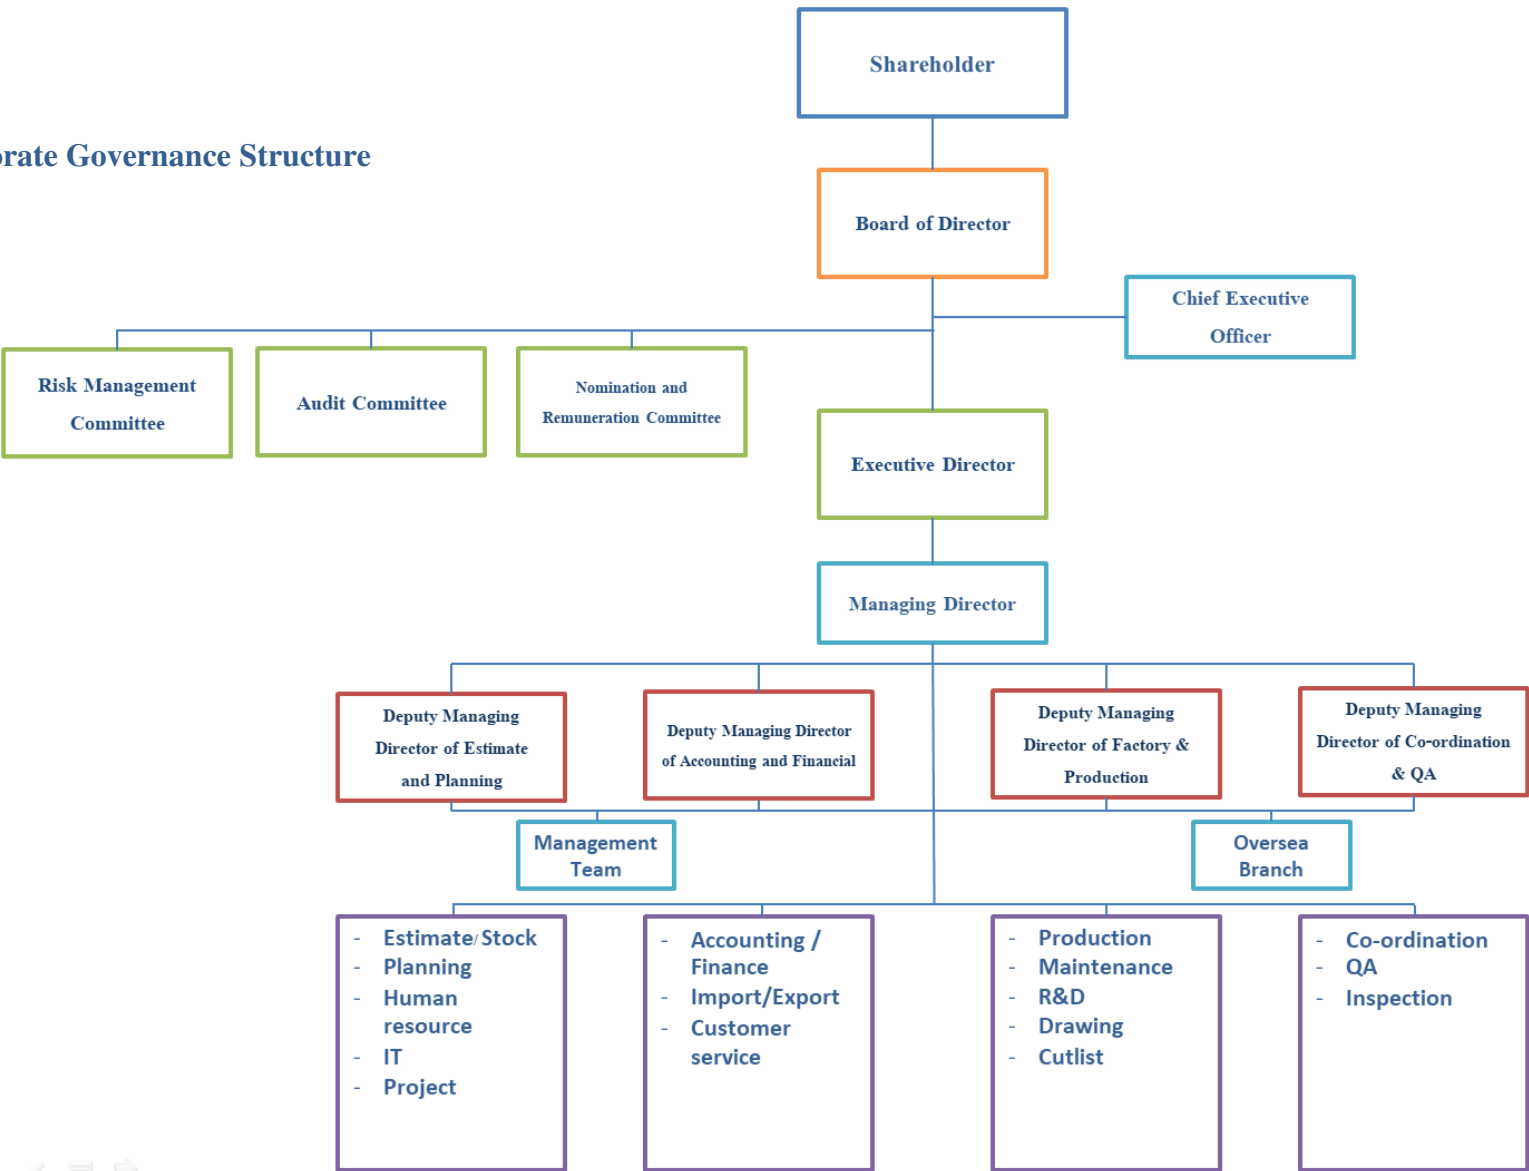 Shareholder
orate Governance Structure
Board of Director
Chief Executive
Officer
Risk Management
Committee
Audit Committee
Nomination and
Remuneration Committee
Executive Director
Managing Director
Deputy Managing
Director of Estimate
and Planning
Deputy Managing Director
of Accounting and Financial
Deputy Managing
Director of Factory &
Production
Deputy Managing
Director of Co-ordination
& QA
Management
Team
Oversea
Branch
- Estimate/ Stock
- Planning
- Human
resource
- IT
- Project
- Accounting /
Finance
- Import/Export
- Customer
service
- Production
- Maintenance
- R&D
- Drawing
- Cutlist
- Co-ordination
- QA
- Inspection